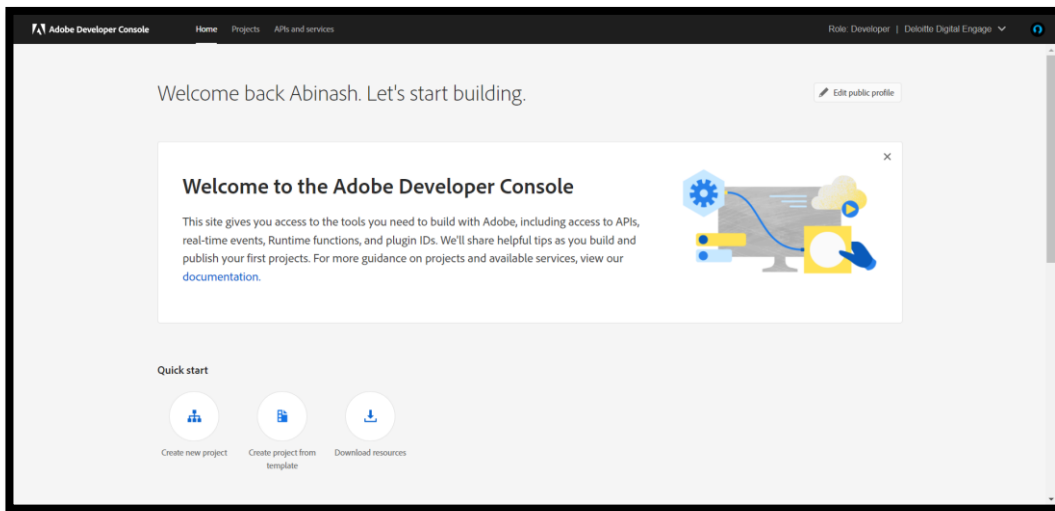 Adobe Developer Console Home Projects APIs and services Role: Developer | Deloitte Digital Engage
Welcome back Abinash. Let's start building.
Edit public profile
Welcome to the Adobe Developer Console
This site gives you access to the tools you need to build with Adobe, including access to APIs,
real-time events, Runtime functions, and plugin IDs. We'll share helpful tips as you build and
publish your first projects. For more guidance on projects and available services, view our
documentation.
Quick start
Create new project
Create project from
template
Download resources